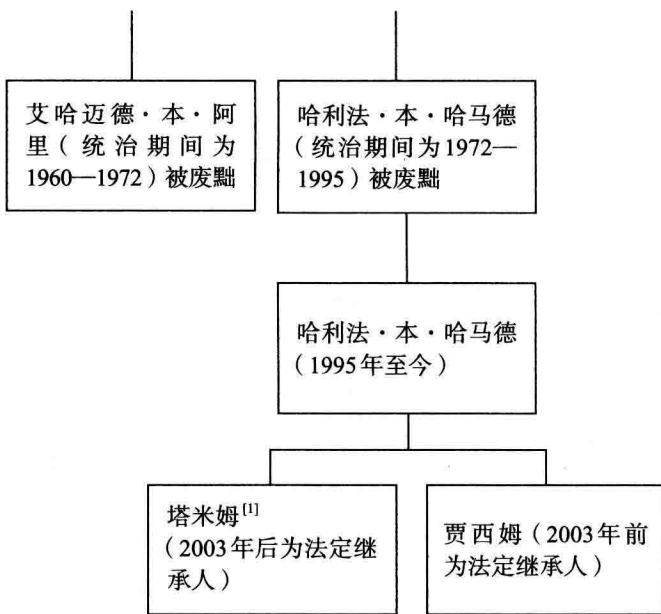 艾哈迈德·本·阿
里（统治期间为
1960—1972）被废黜
哈利法·本·哈马德
（统治期间为1972—
1995）被废黜
哈利法·本·哈马德
（1995年至今）
塔米姆[1]
（2003年后为法定继
承人）
贾西姆（2003年前
为法定继承人）